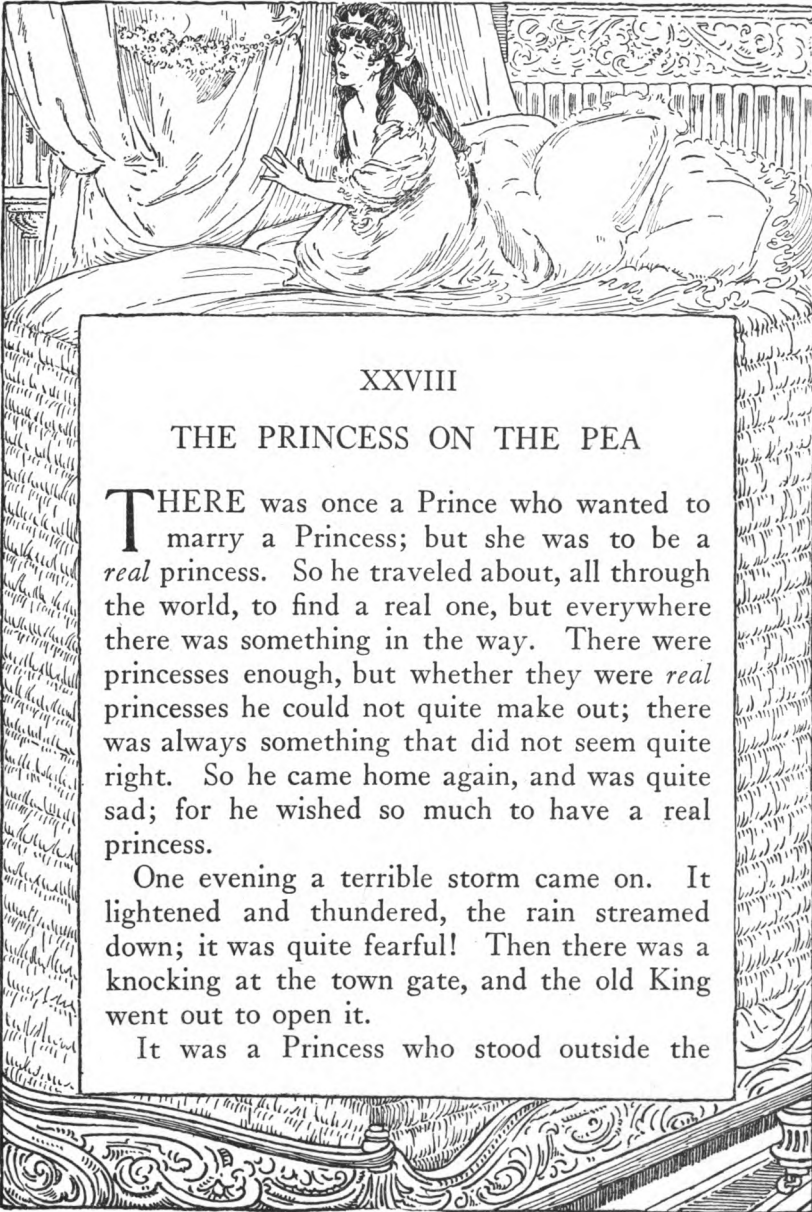 XXVIII
THE PRINCESS ON THE PEA
THERE was once a Prince who wanted to
marry a Princess; but she was to be a
real princess. So he traveled about, all through
the world, to find a real one, but everywhere
there was something in the way. There were
princesses enough, but whether they were real
princesses he could not quite make out; there
was always something that did not seem quite
right. So he came home again, and was quite
sad; for he wished so much to have a real
princess.
One evening a terrible storm came on. It
lightened and thundered, the rain streamed
down; it was quite fearful! Then there was a
knocking at the town gate, and the old King
went out to open it.
It was a Princess who stood outside the